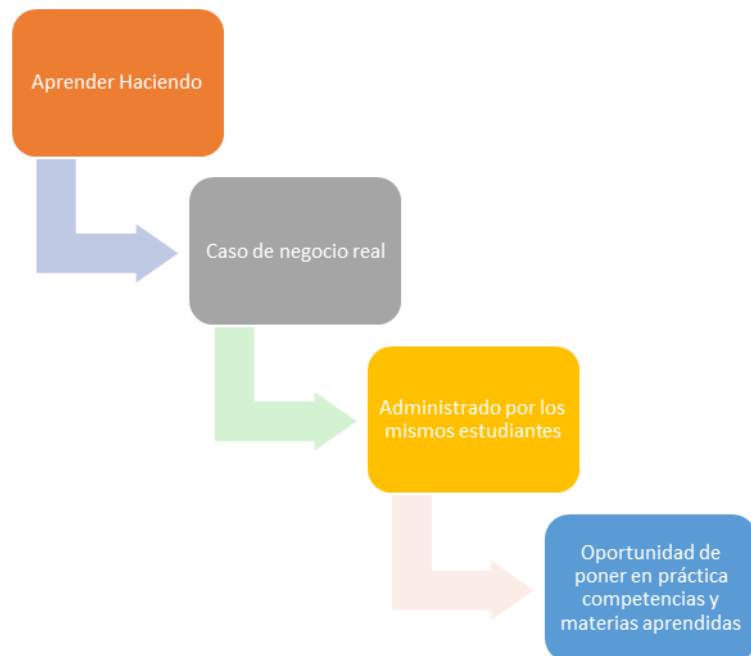 Aprender Haciendo
Caso de negocio real
Administrado por los
mismos estudiantes
Oportunidad de
poner en práctica
competencias y
materias aprendidas